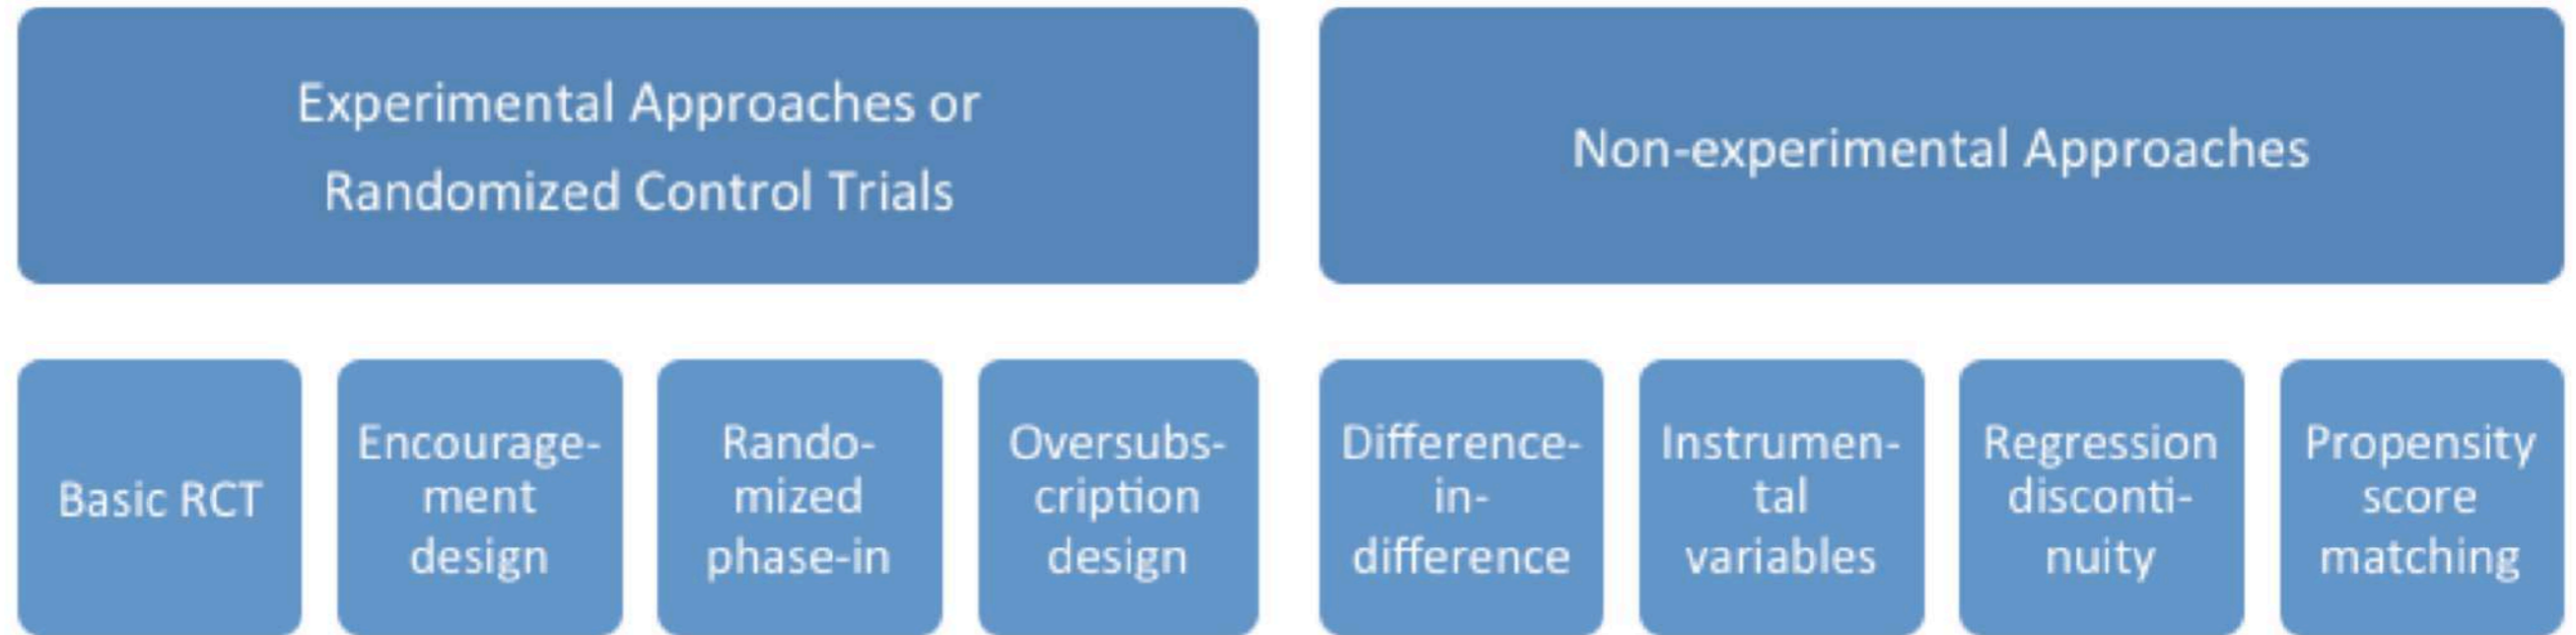 Experimental Approaches or
Randomized Control Trials
Non-experimental Approaches
Basic RCT
Encourage-
ment
design
Rando-
mized
phase-in
Oversubs-
cription
design
Difference-
in-
difference
Instrumen-
tal
variables
Regression
disconti-
nuity
Propensity
score
matching